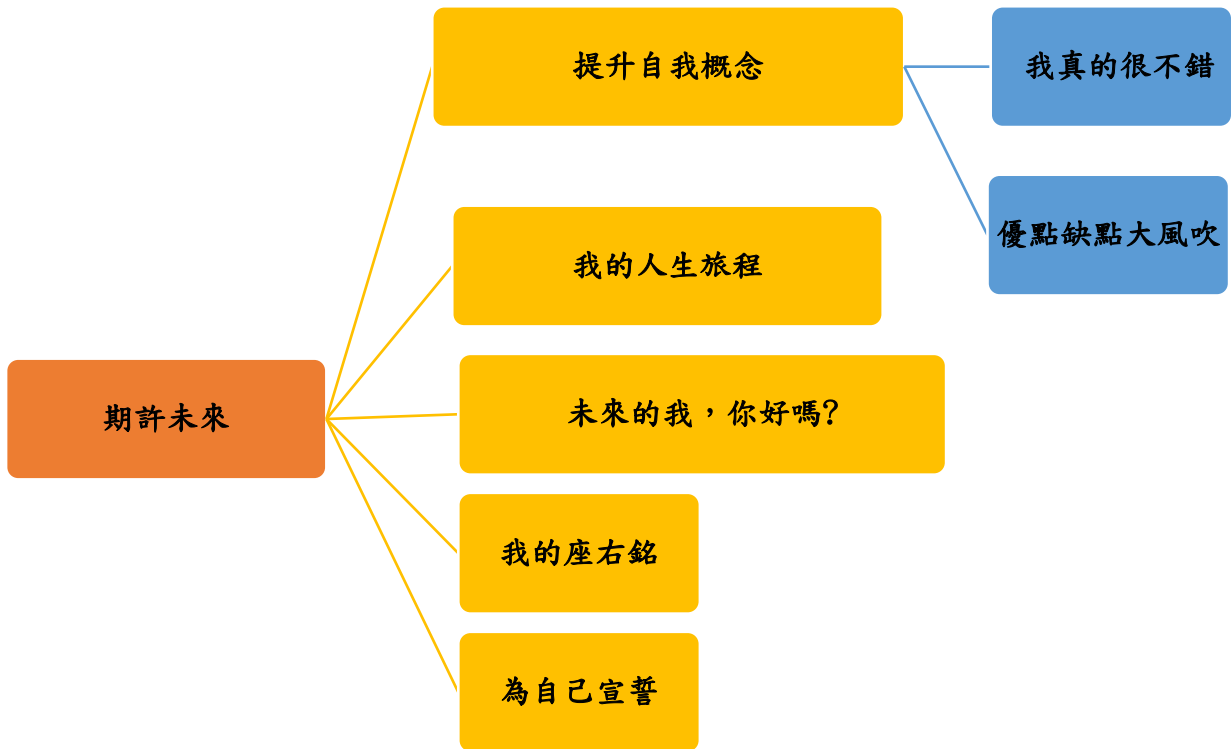 提升自我概念
我真的很不錯
優點缺點大風吹
我的人生旅程
期許未來
未來的我，你好嗎?
我的座右銘
為自己宣誓